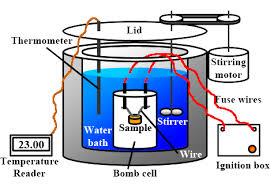 Lid
Thermometer
Stirring
motor
Fuse wires
Water
bath
Sample
Stirrer
Wire
23.00
Temperature
Reader
Bomb cell
Ignition box